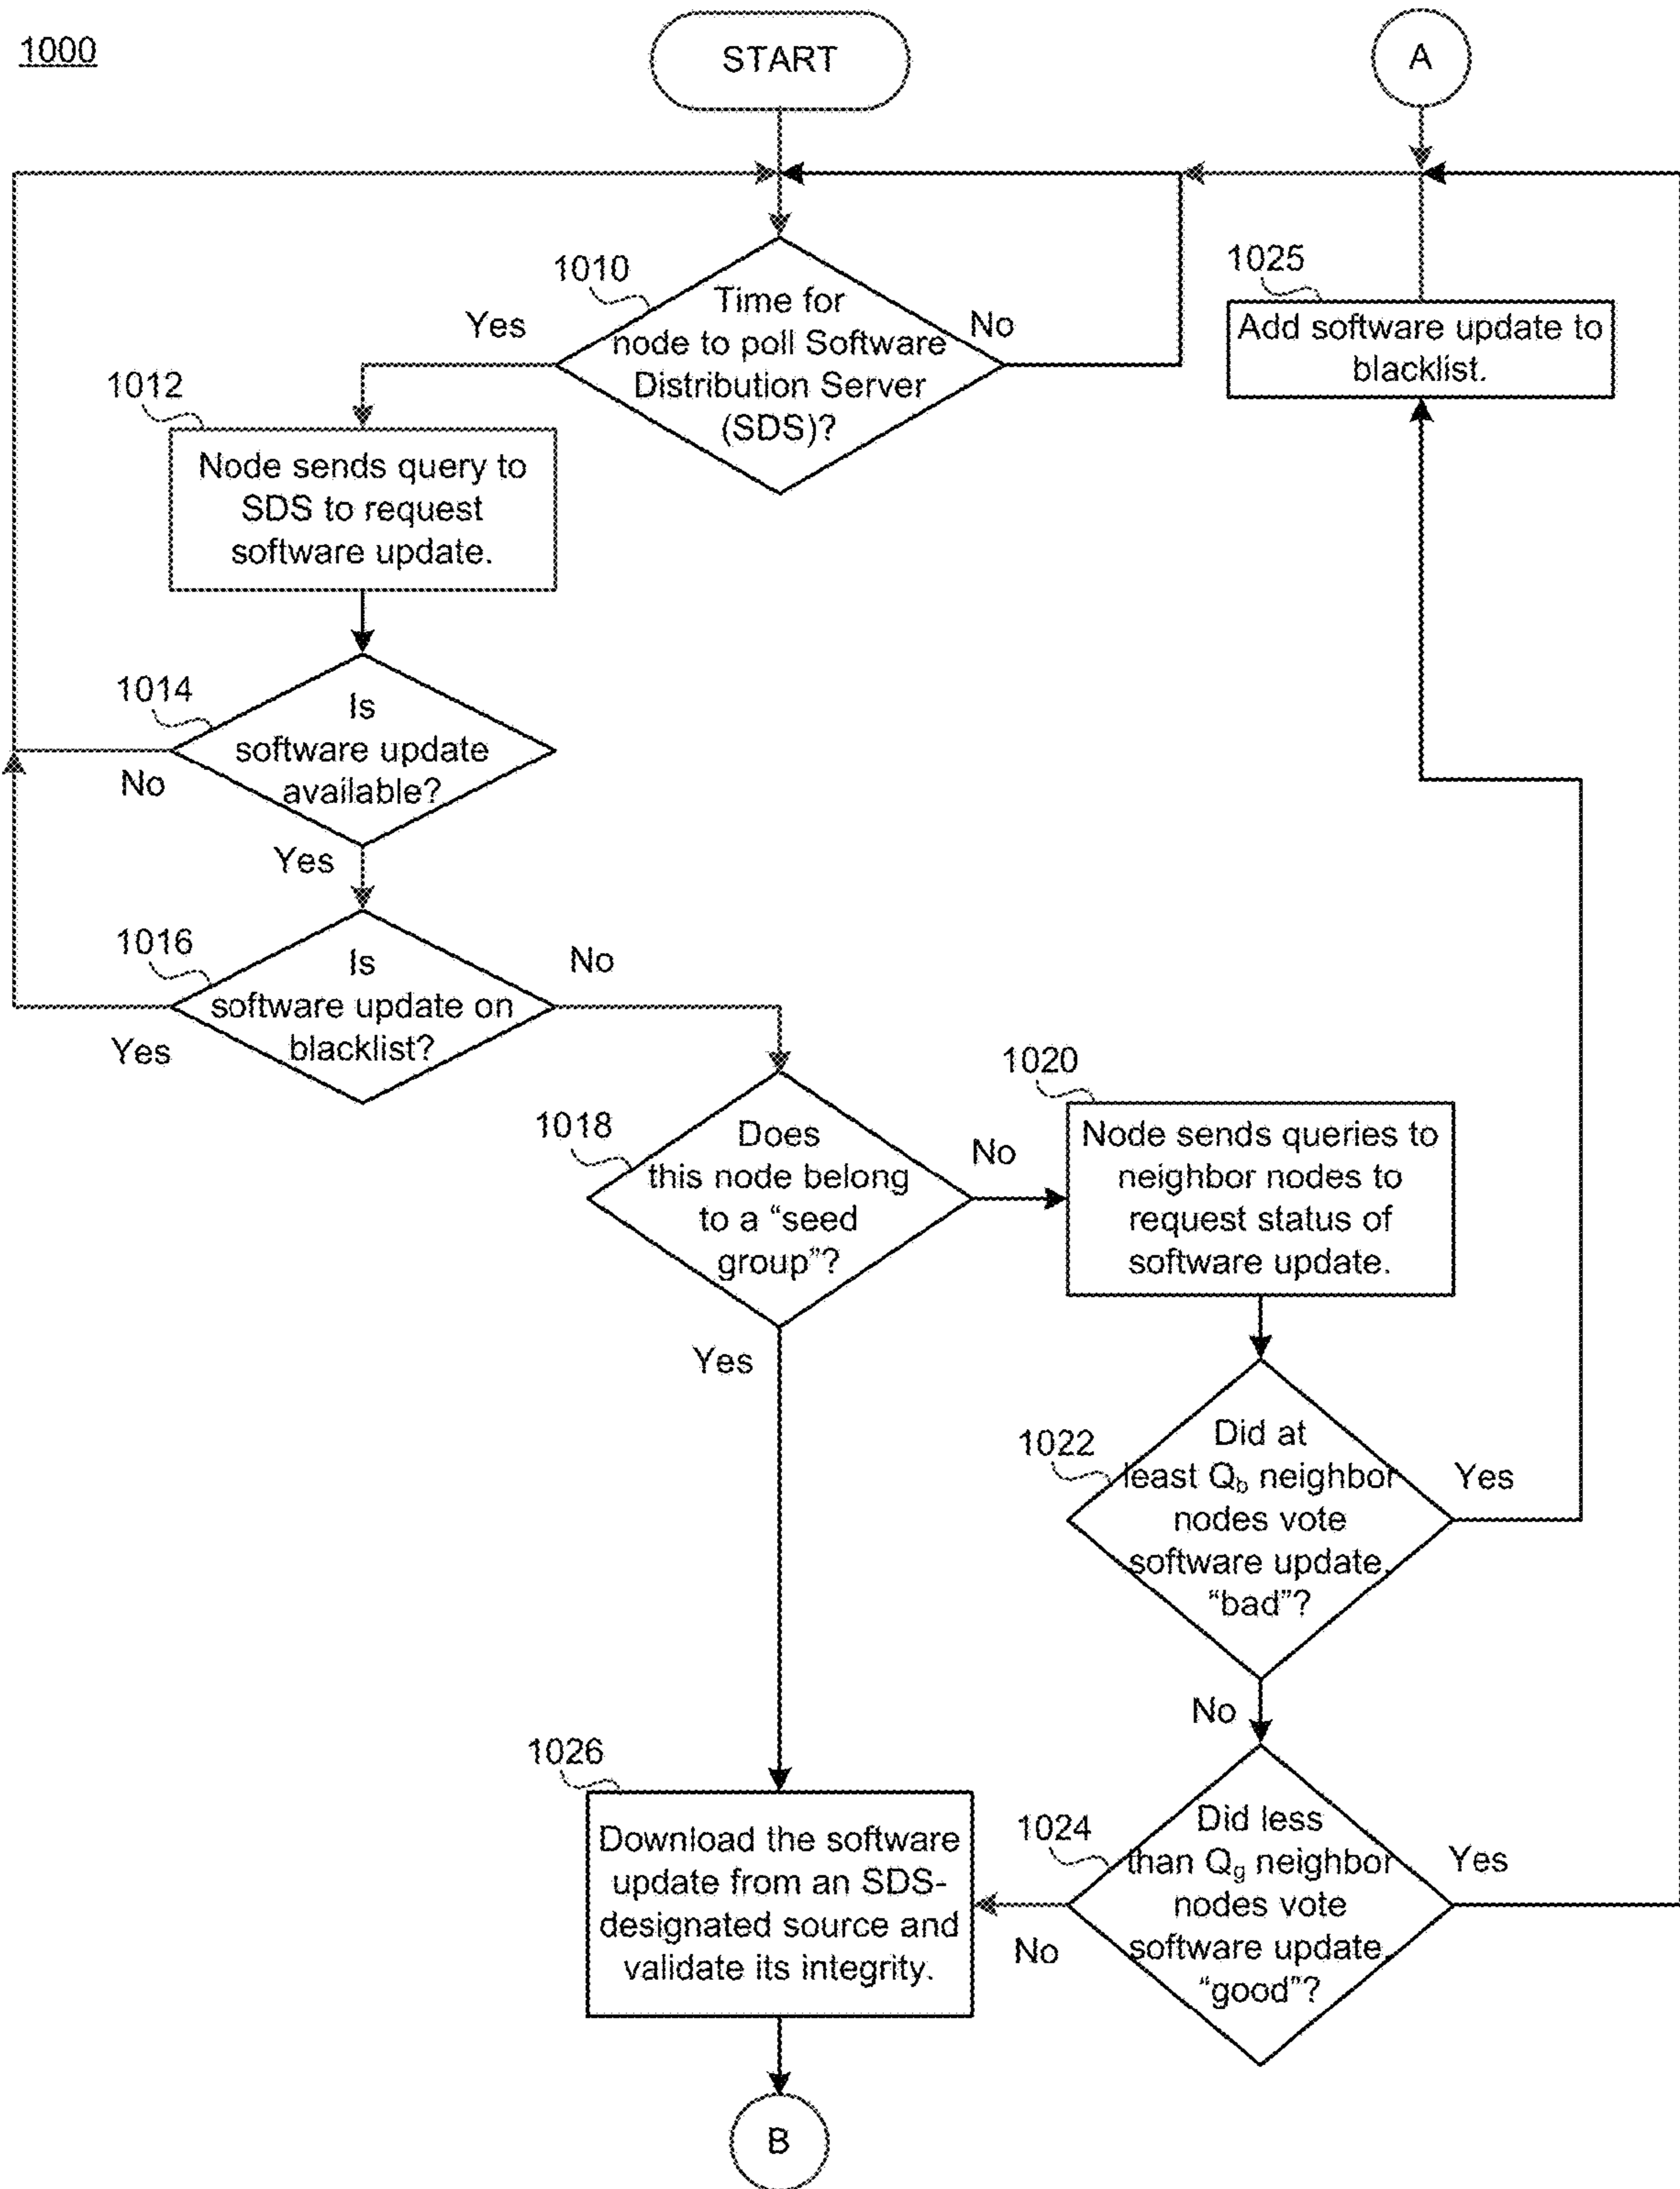 1000
START
A
1010
Time for
node to poll Software
Distribution Server
(SDS)?
Yes
No
1025
Add software update to
blacklist.
1012
Node sends query to
SDS to request
software update.
1014
Is
software update
available?
No
Yes
1016
Is
software update on
blacklist?
No
Yes
1018
Does
this node belong
to a “seed
group”?
No
Yes
1020
Node sends queries to
neighbor nodes to
request status of
software update.
1022
Did at
least Qb neighbor
nodes vote
software update
“bad”?
Yes
No
1024
Did less
than Qg neighbor
nodes vote
software update
“good”?
Yes
No
1026
Download the software
update from an SDS-
designated source and
validate its integrity.
B